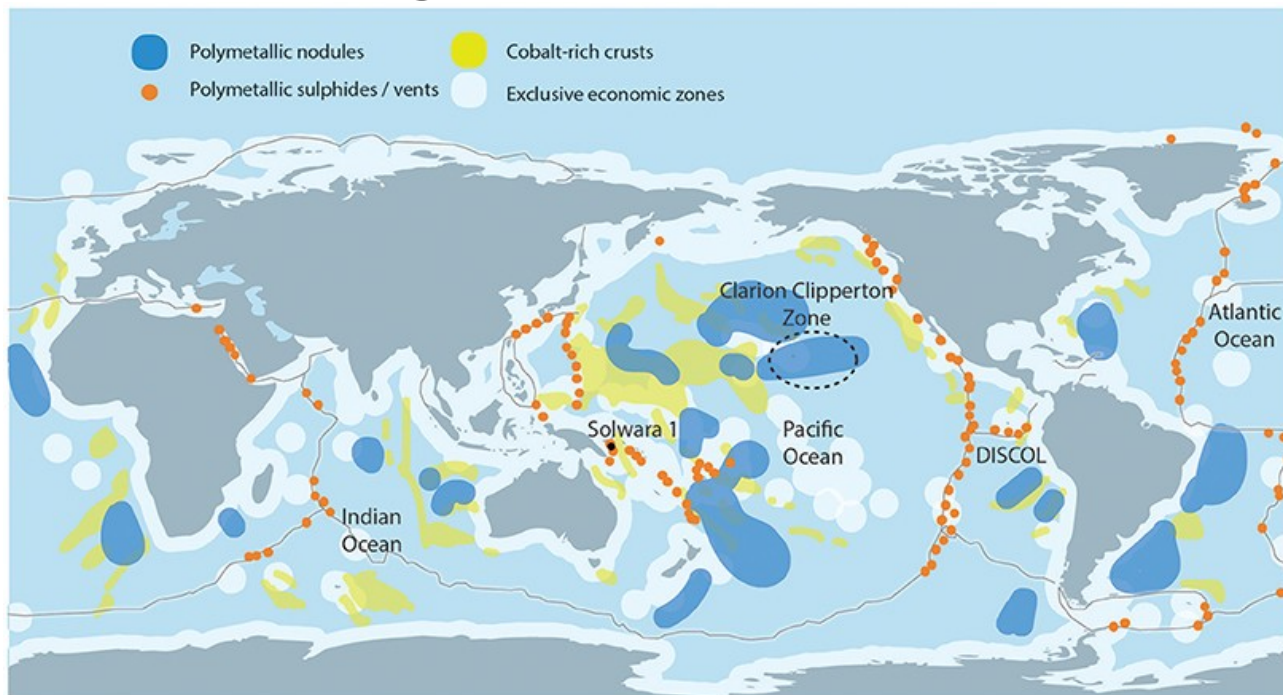 Polymetallic nodules
Cobalt-rich crusts
Polymetallic sulphides / vents
Exclusive economic zones
Clarion Clipperton
Zone
Atlantic
Ocean
Solwara 1
Pacific
Ocean
DISCOL
Indian
Ocean